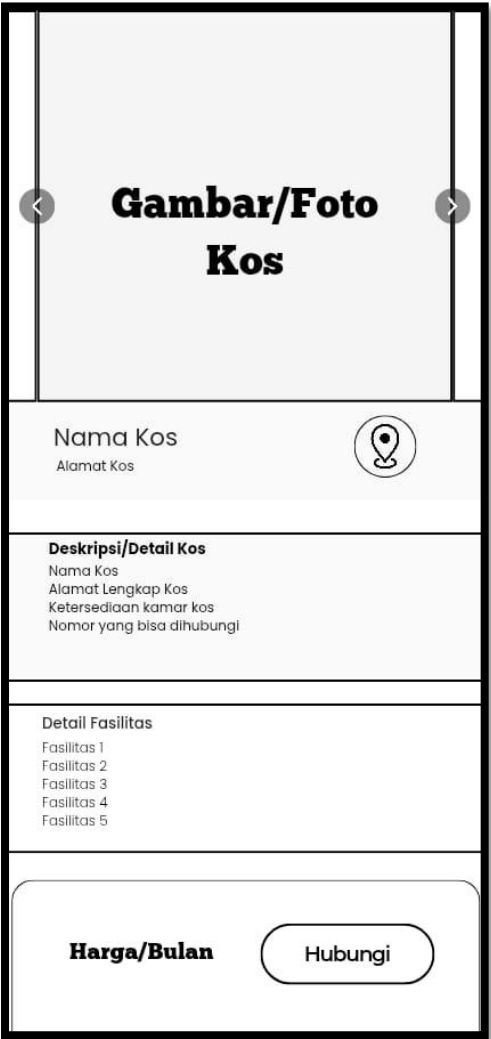 Gambar/Foto
Kos
Nama Kos
Alamat Kos
Deskripsi/Detail Kos
Nama Kos
Alamat Lengkap Kos
Ketersediaan kamar kos
Nomor yang bisa dihubungi
Detail Fasilitas
Fasilitas 1
Fasilitas 2
Fasilitas 3
Fasilitas 4
Fasilitas 5
Harga/Bulan
Hubungi